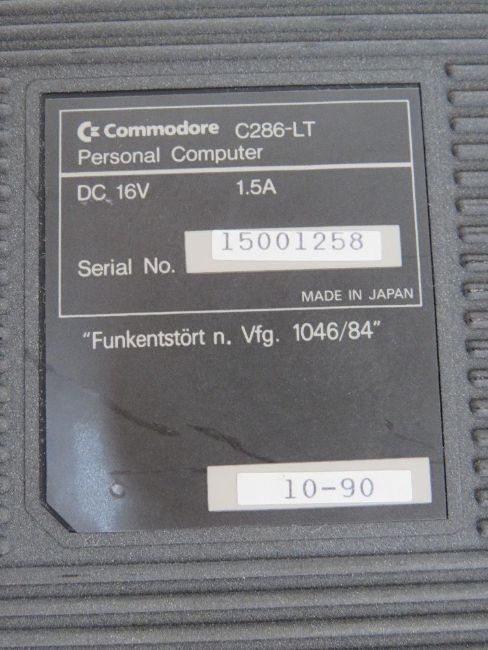 Commodore C286-LT
Personal Computer
DC 16V 1.5A
15001258
Serial No.
MADE IN JAPAN
"Funkentstört n. Vfg. 1046/84"
10-90